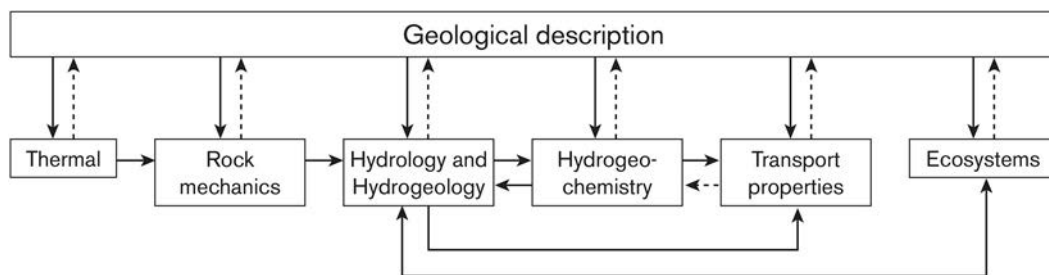 Geological description
Thermal
Rock
mechanics
Hydrology and
Hydrogeology
Hydrogeo-
chemistry
Transport
properties
Ecosystems